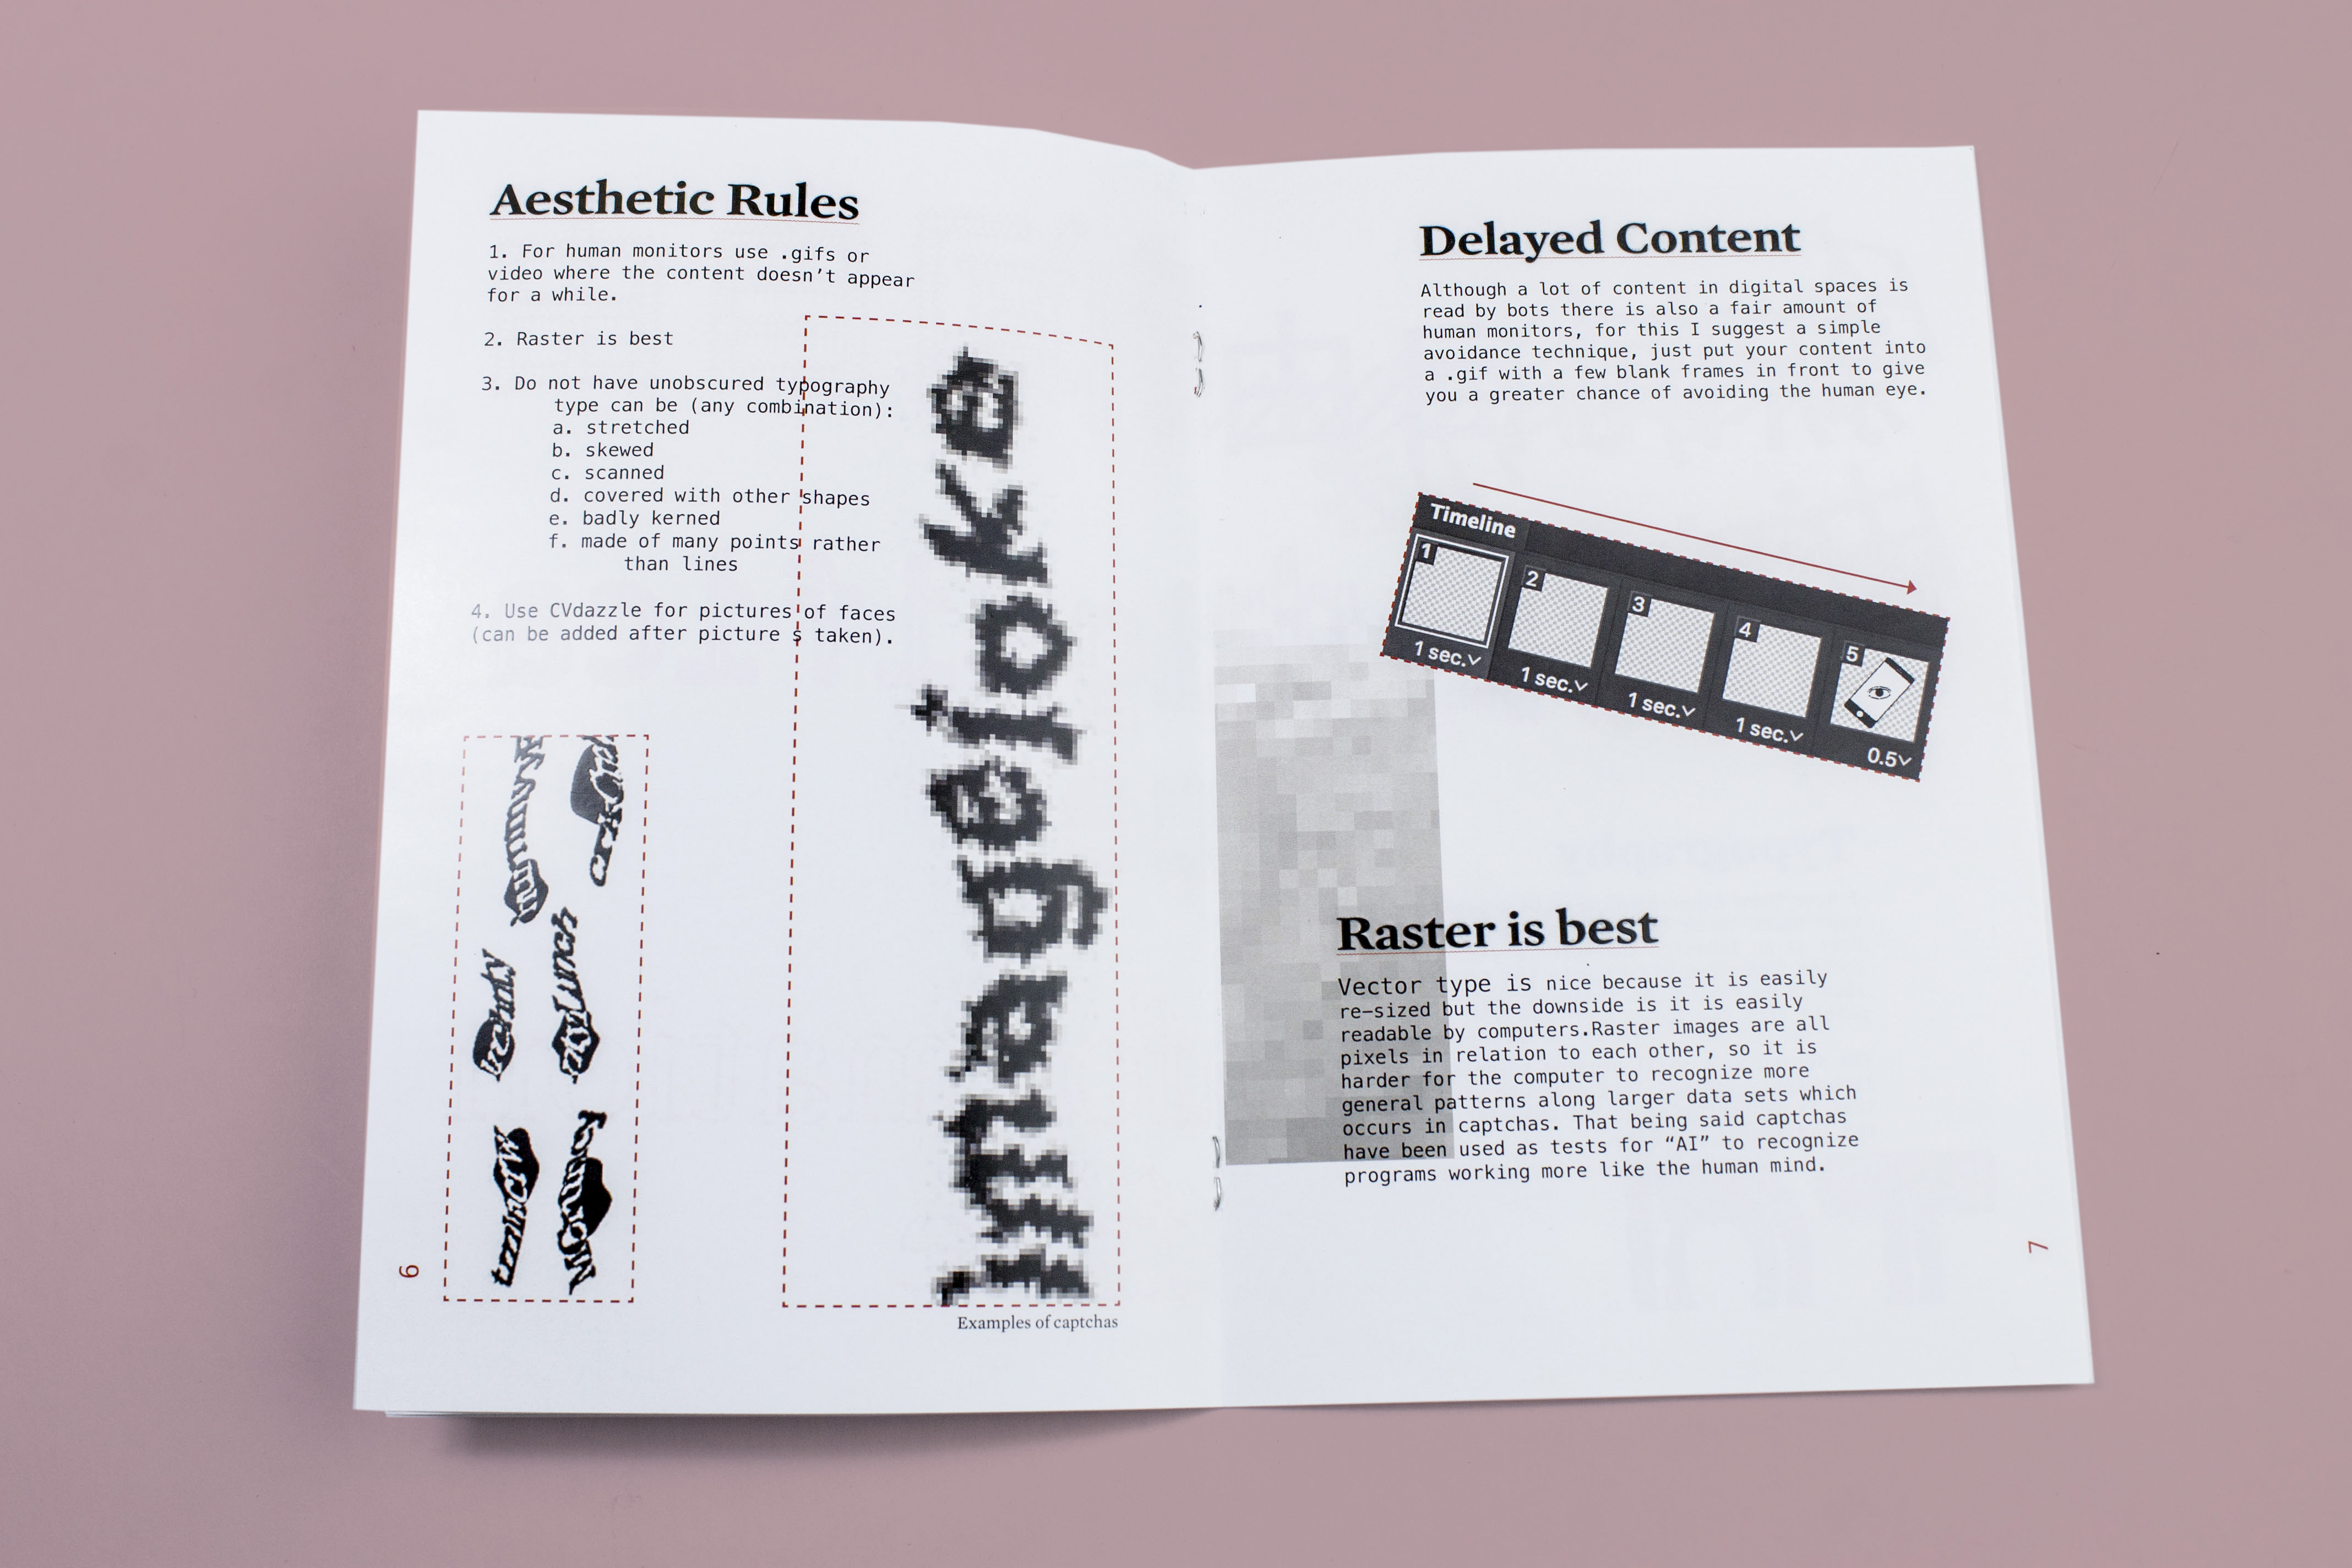 Aesthetic Rules
1. For human monitors use .gifs or
video where the content doesn't appear
for a while.
2. Raster is best
3. Do not have unobscured typography
type can be (any combination):
a. stretched
b. skewed
c. scanned
d. covered with other shapes
e. badly kerned
f. made of many points rather
than lines
4. Use CVdazzle for pictures of faces
(can be added after picture s taken).
imageloke
Examples of captchas
6
Delayed Content
Although a lot of content in digital spaces is
read by bots there is also a fair amount of
human monitors, for this I suggest a simple
avoidance technique, just put your content into
a .gif with a few blank frames in front to give
you a greater chance of avoiding the human eye.
Timeline
1 2 3 4 5
1 sec. 1 sec. 1 sec. 1 sec. 0.5
Raster is best
Vector type is nice because it is easily
re-sized but the downside is it is easily
readable by computers.Raster images are all
pixels in relation to each other, so it is
harder for the computer to recognize more
general patterns along larger data sets which
occurs in captchas. That being said captchas
have been used as tests for “AI” to recognize
programs working more like the human mind.
7